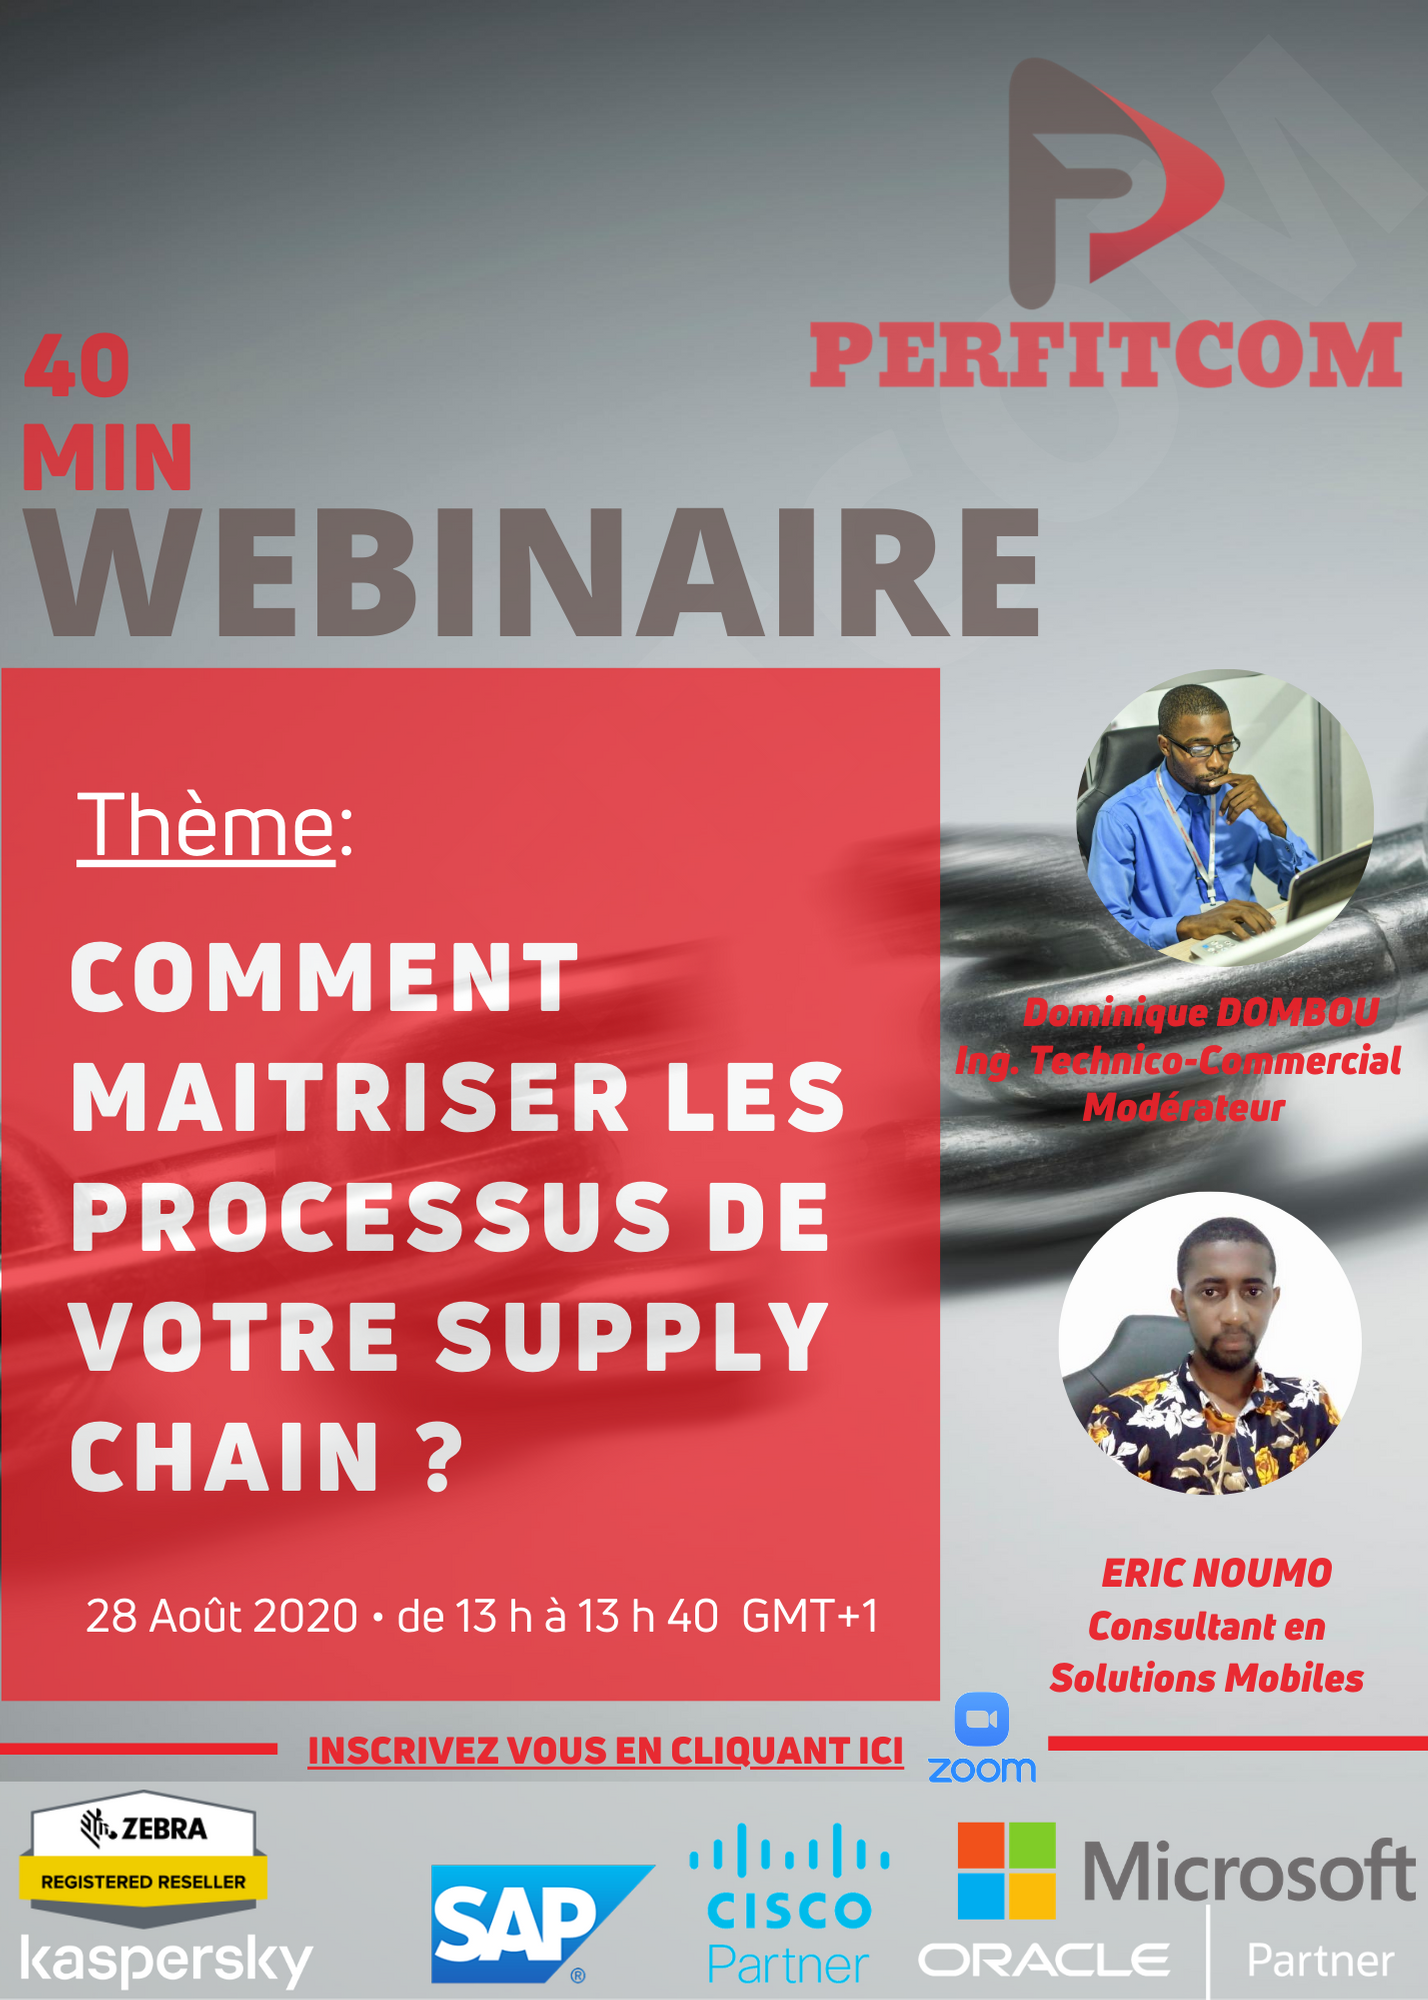 PERFITCOM
40
MIN
WEBINAIRE
Thème:
COMMENT
MAITRISER LES
PROCESSUS DE
VOTRE SUPPLY
CHAIN ?
28 Août 2020 • de 13 h à 13 h 40 GMT+1
Dominique DOMBOU
Ing. Technico-Commercial
Modérateur
ERIC NOUMO
Consultant en
Solutions Mobiles
INSCRIVEZ VOUS EN CLIQUANT ICI
zoom
ZEBRA
REGISTERED RESELLER
kaspersky
SAP®
CISCO
Partner
Microsoft
ORACLE | Partner